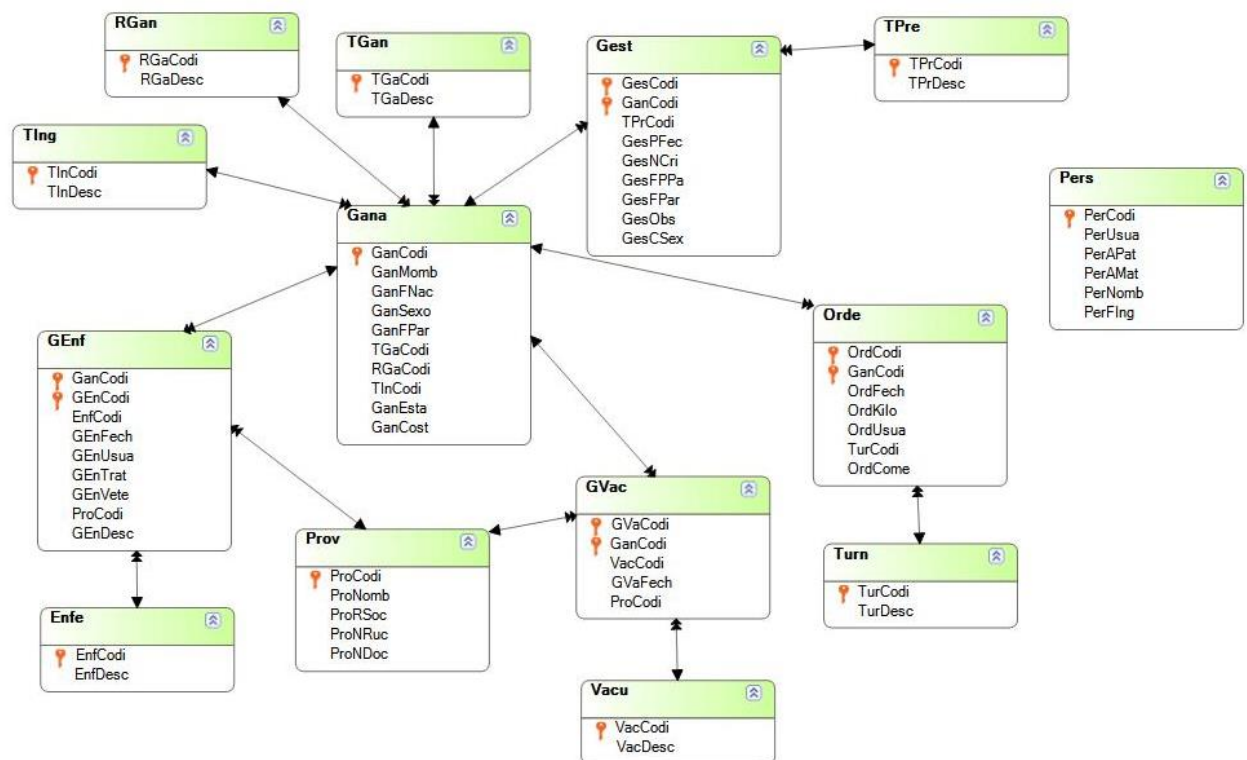 RGan
RGaCodi
RGaDesc
TGan
TGaCodi
TGaDesc
Gest
GesCodi
GanCodi
TPrCodi
GesPFec
GesNCri
GesFPPa
GesFPar
GesObs
GesCSex
TPre
TPrCodi
TPrDesc
TIng
TInCodi
TInDesc
Gana
GanCodi
GanMomb
GanFNac
GanSexo
GanFPar
TGaCodi
RGaCodi
TInCodi
GanEsta
GanCost
Pers
PerCodi
PerUsua
PerAPat
PerAMat
PerNomb
PerFIng
GEnf
GanCodi
GEnCodi
EnfCodi
GEnFech
GEnUsua
GEnTrat
GEnVete
ProCodi
GEnDesc
Orde
OrdCodi
GanCodi
OrdFech
OrdKilo
OrdUsua
TurCodi
OrdCome
Prov
ProCodi
ProNomb
ProRSoc
ProNRuc
ProNDoc
GVac
GVaCodi
GanCodi
VacCodi
GVaFech
ProCodi
Turn
TurCodi
TurDesc
Enfe
EnfCodi
EnfDesc
Vacu
VacCodi
VacDesc